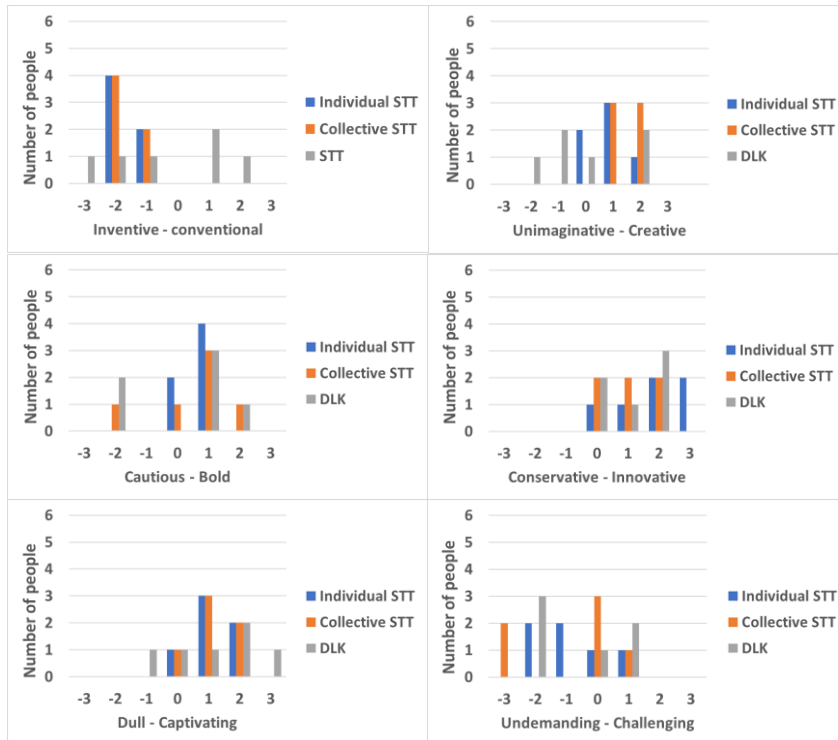 6
5
4
3
2
1
0
Number of people
-3 -2 -1 0 1 2 3
Inventive - conventional
Individual STT
Collective STT
STT
6
5
4
3
2
1
0
Number of people
-3 -2 -1 0 1 2 3
Unimaginative - Creative
Individual STT
Collective STT
DLK
6
5
4
3
2
1
0
Number of people
-3 -2 -1 0 1 2 3
Cautious - Bold
Individual STT
Collective STT
DLK
6
5
4
3
2
1
0
Number of people
-3 -2 -1 0 1 2 3
Conservative - Innovative
Individual STT
Collective STT
DLK
6
5
4
3
2
1
0
Number of people
-3 -2 -1 0 1 2 3
Dull - Captivating
Individual STT
Collective STT
DLK
6
5
4
3
2
1
0
Number of people
-3 -2 -1 0 1 2 3
Undemanding - Challenging
Individual STT
Collective STT
DLK